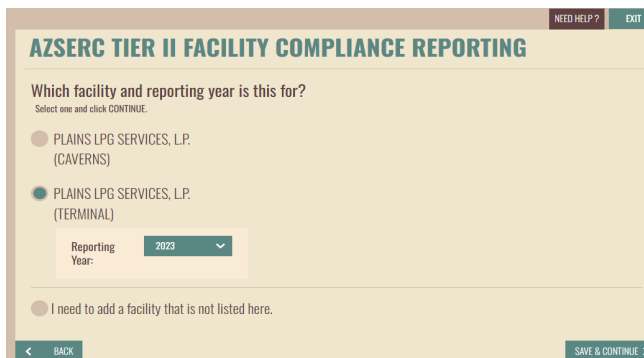 NEED HELP ?
EXIT
AZSERC TIER II FACILITY COMPLIANCE REPORTING
Which facility and reporting year is this for?
Select one and click CONTINUE.
PLAINS LPG SERVICES, L.P.
(CAVERNS)
PLAINS LPG SERVICES, L.P.
(TERMINAL)
Reporting
Year:
2023
I need to add a facility that is not listed here.
BACK
SAVE & CONTINUE